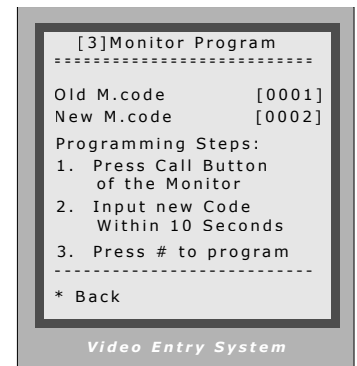 [3]Monitor Program
---------------------------
Old M.code [0001]
New M.code [0002]
Programming Steps:
1. Press Call Button
of the Monitor
2. Input new Code
Within 10 Seconds
3. Press # to program
---------------------------
* Back
Video Entry System